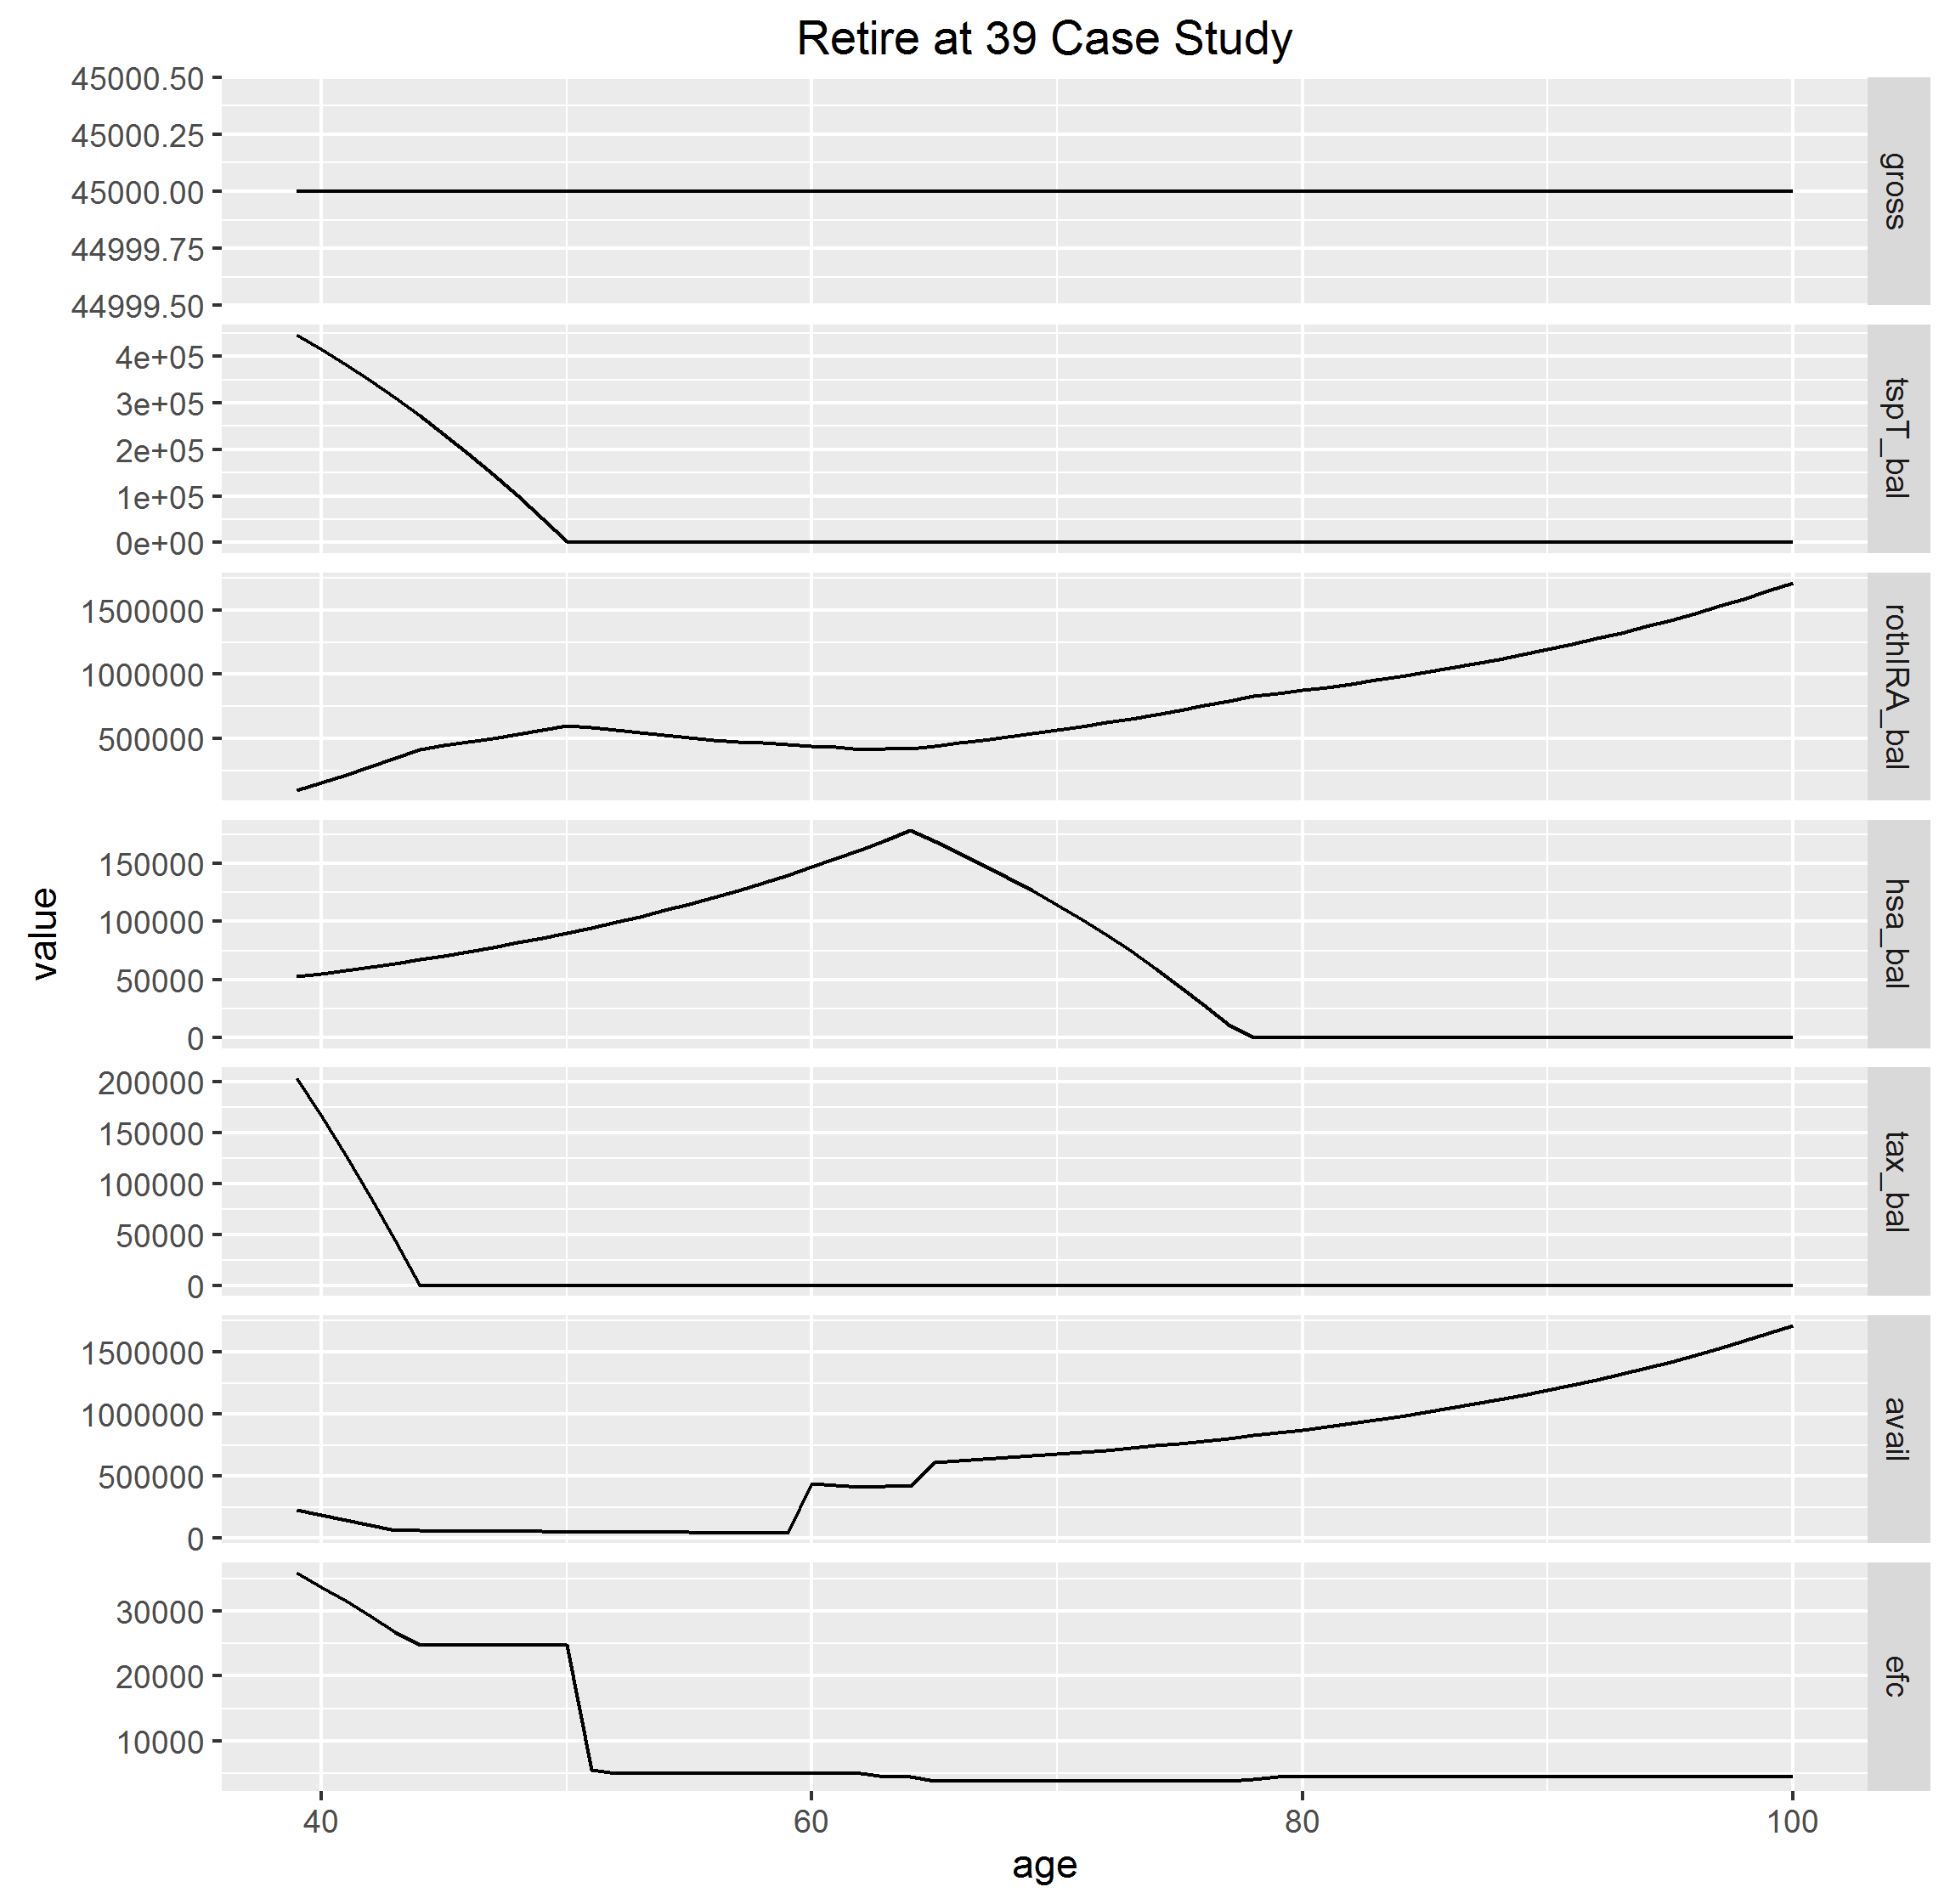 Retire at 39 Case Study
45000.50
45000.25
45000.00
44999.75
44999.50
gross
4e+05
3e+05
2e+05
1e+05
0e+00
tspT_bal
1500000
1000000
500000
rothIRA_bal
150000
100000
50000
0
hsa_bal
200000
150000
100000
50000
0
tax_bal
1500000
1000000
500000
0
avail
30000
20000
10000
efc
value
40
60
80
100
age